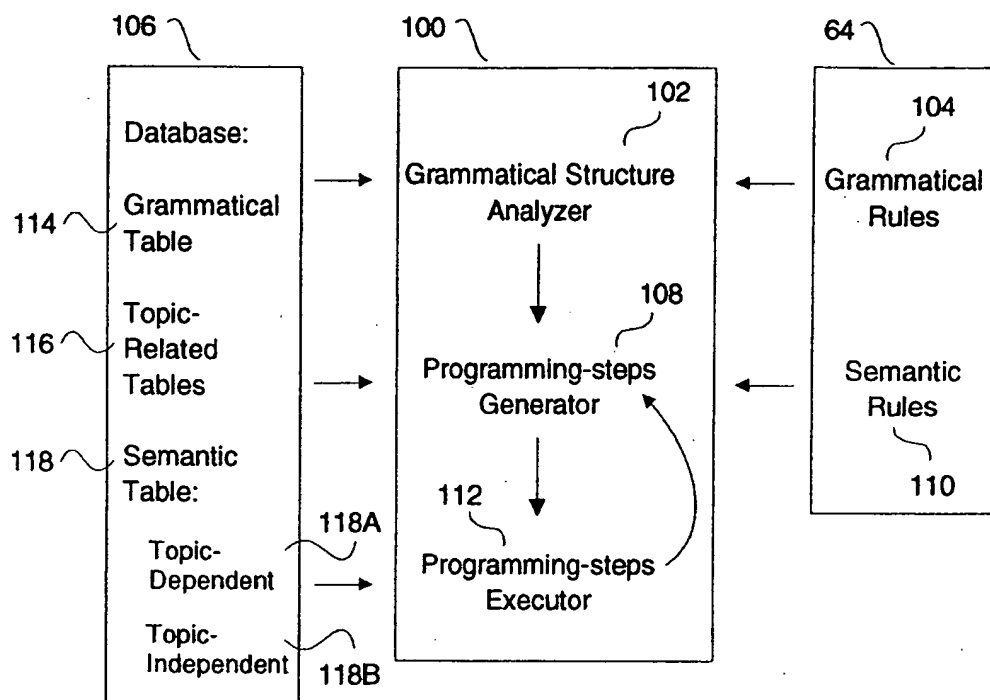 106
100
64
102
104
Database:
Grammatical Structure
Analyzer
Grammatical
Rules
114
Grammatical
Table
108
116
Topic-
Related
Tables
Programming-steps
Generator
Semantic
Rules
110
118
Semantic
Table:
112
118A
Topic-
Dependent
Programming-steps
Executor
Topic-
Independent
118B